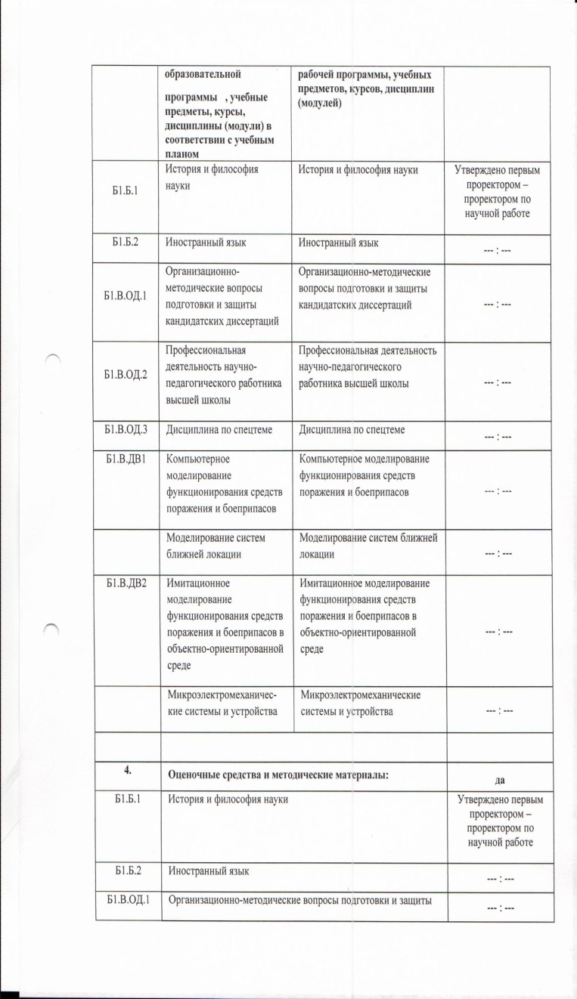 образовательной
программы , учебные
предметы, курсы,
дисциплины (модули) в
соответствии с учебным
планом
рабочей программы, учебных
предметов, курсов, дисциплин
(модулей)
Б1.Б.1
История и философия
науки
История и философия науки
Утверждено первым
проректором –
проректором по
научной работе
Б1.Б.2
Иностранный язык
Иностранный язык
--- : ---
Б1.В.ОД.1
Организационно-
методические вопросы
подготовки и защиты
кандидатских диссертаций
Организационно-методические
вопросы подготовки и защиты
кандидатских диссертаций
--- : ---
Б1.В.ОД.2
Профессиональная
деятельность научно-
педагогического работника
высшей школы
Профессиональная деятельность
научно-педагогического
работника высшей школы
--- : ---
Б1.В.ОД.3
Дисциплина по спецтеме
Дисциплина по спецтеме
--- : ---
Б1.В.ДВ1
Компьютерное
моделирование
функционирования средств
поражения и боеприпасов
Компьютерное моделирование
функционирования средств
поражения и боеприпасов
--- : ---
Моделирование систем
ближней локации
Моделирование систем ближней
локации
--- : ---
Б1.В.ДВ2
Имитационное
моделирование
функционирования средств
поражения и боеприпасов в
объектно-ориентированной
среде
Имитационное моделирование
функционирования средств
поражения и боеприпасов в
объектно-ориентированной
среде
--- : ---
Микроэлектромеханичес-
кие системы и устройства
Микроэлектромеханические
системы и устройства
--- : ---
4.
Оценочные средства и методические материалы:
да
Б1.Б.1
История и философия науки
Утверждено первым
проректором –
проректором по
научной работе
Б1.Б.2
Иностранный язык
--- : ---
Б1.В.ОД.1
Организационно-методические вопросы подготовки и защиты
--- : ---